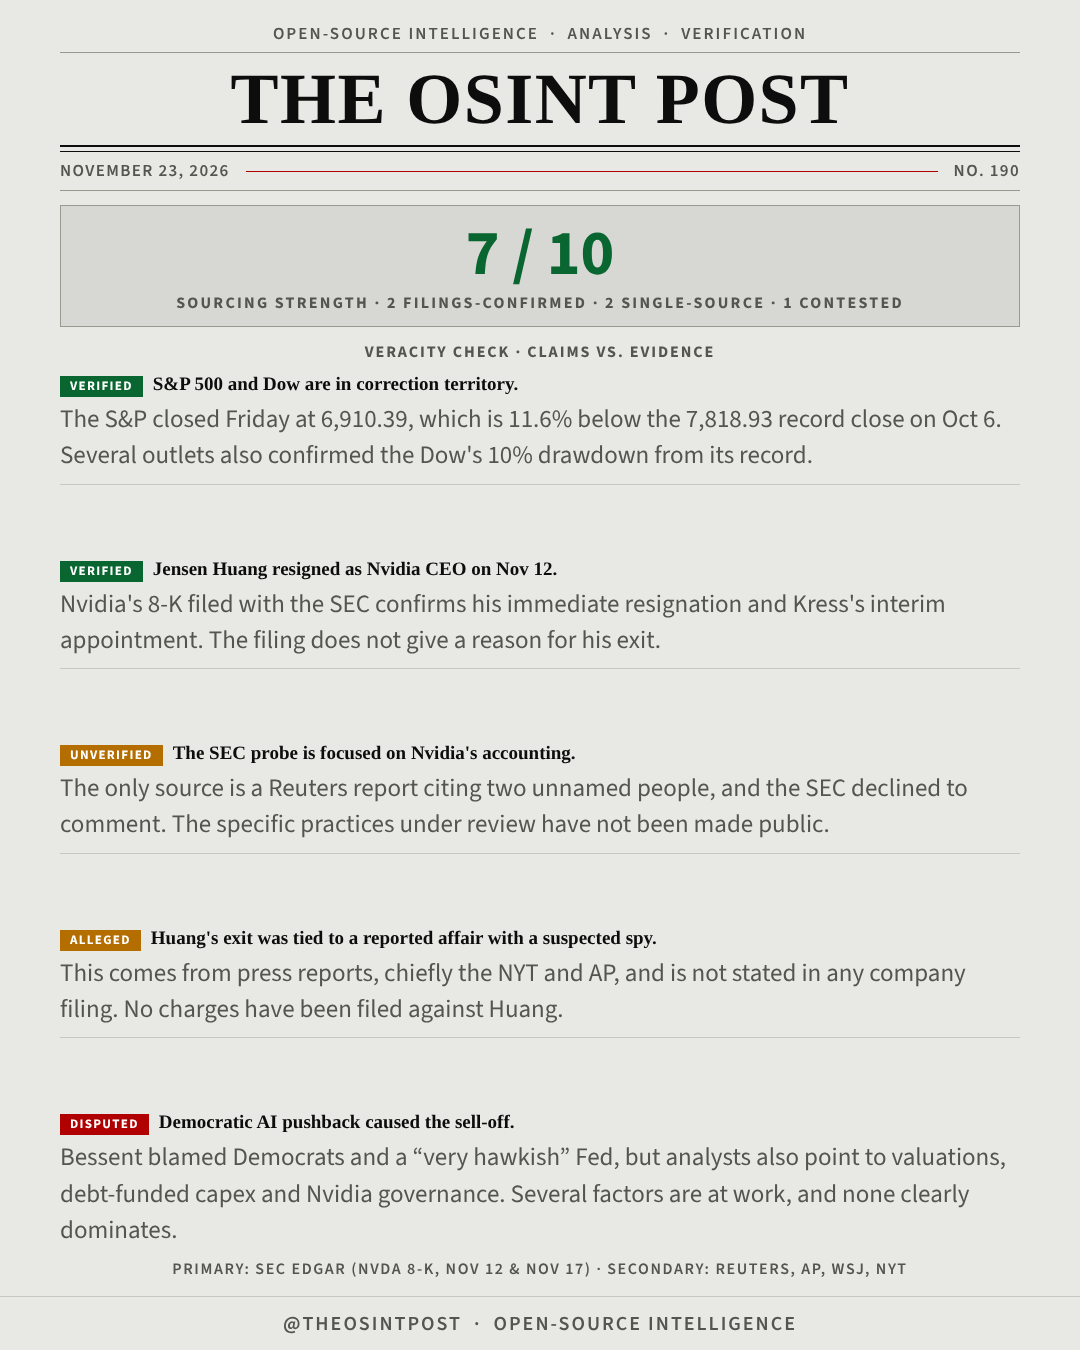 OPEN-SOURCE INTELLIGENCE · ANALYSIS · VERIFICATION
THE OSINT POST
NOVEMBER 23, 2026
NO. 190
7 / 10
SOURCING STRENGTH · 2 FILINGS-CONFIRMED · 2 SINGLE-SOURCE · 1 CONTESTED
VERACITY CHECK · CLAIMS VS. EVIDENCE
VERIFIED S&P 500 and Dow are in correction territory.
The S&P closed Friday at 6,910.39, which is 11.6% below the 7,818.93 record close on Oct 6.
Several outlets also confirmed the Dow's 10% drawdown from its record.
VERIFIED Jensen Huang resigned as Nvidia CEO on Nov 12.
Nvidia's 8-K filed with the SEC confirms his immediate resignation and Kress's interim
appointment. The filing does not give a reason for his exit.
UNVERIFIED The SEC probe is focused on Nvidia's accounting.
The only source is a Reuters report citing two unnamed people, and the SEC declined to
comment. The specific practices under review have not been made public.
ALLEGED Huang's exit was tied to a reported affair with a suspected spy.
This comes from press reports, chiefly the NYT and AP, and is not stated in any company
filing. No charges have been filed against Huang.
DISPUTED Democratic AI pushback caused the sell-off.
Bessent blamed Democrats and a “very hawkish” Fed, but analysts also point to valuations,
debt-funded capex and Nvidia governance. Several factors are at work, and none clearly
dominates.
PRIMARY: SEC EDGAR (NVDA 8-K, NOV 12 & NOV 17) · SECONDARY: REUTERS, AP, WSJ, NYT
@THEOSINTPOST · OPEN-SOURCE INTELLIGENCE